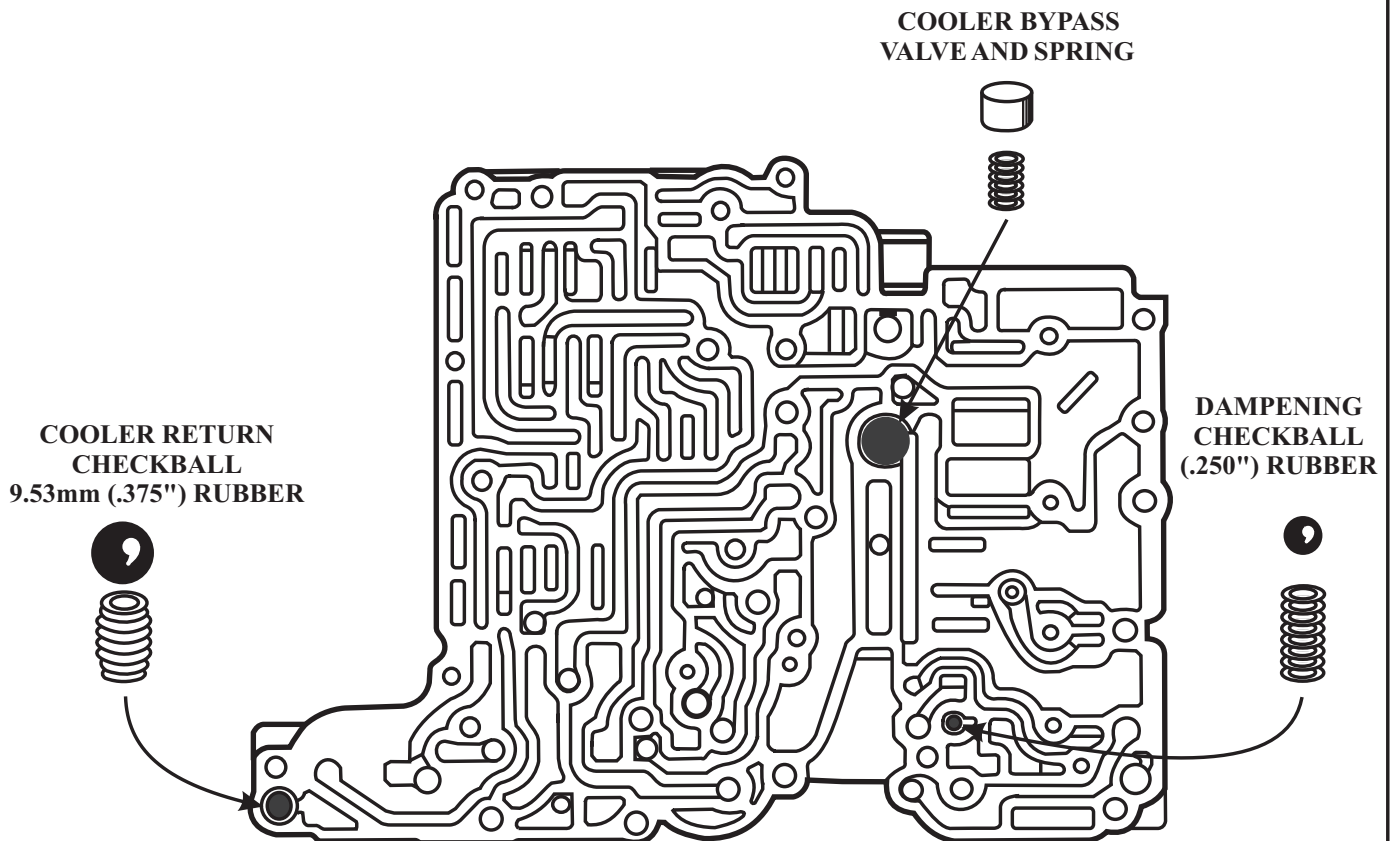 COOLER BYPASS
VALVE AND SPRING
COOLER RETURN
CHECKBALL
9.53mm (.375") RUBBER
DAMPENING
CHECKBALL
(.250") RUBBER